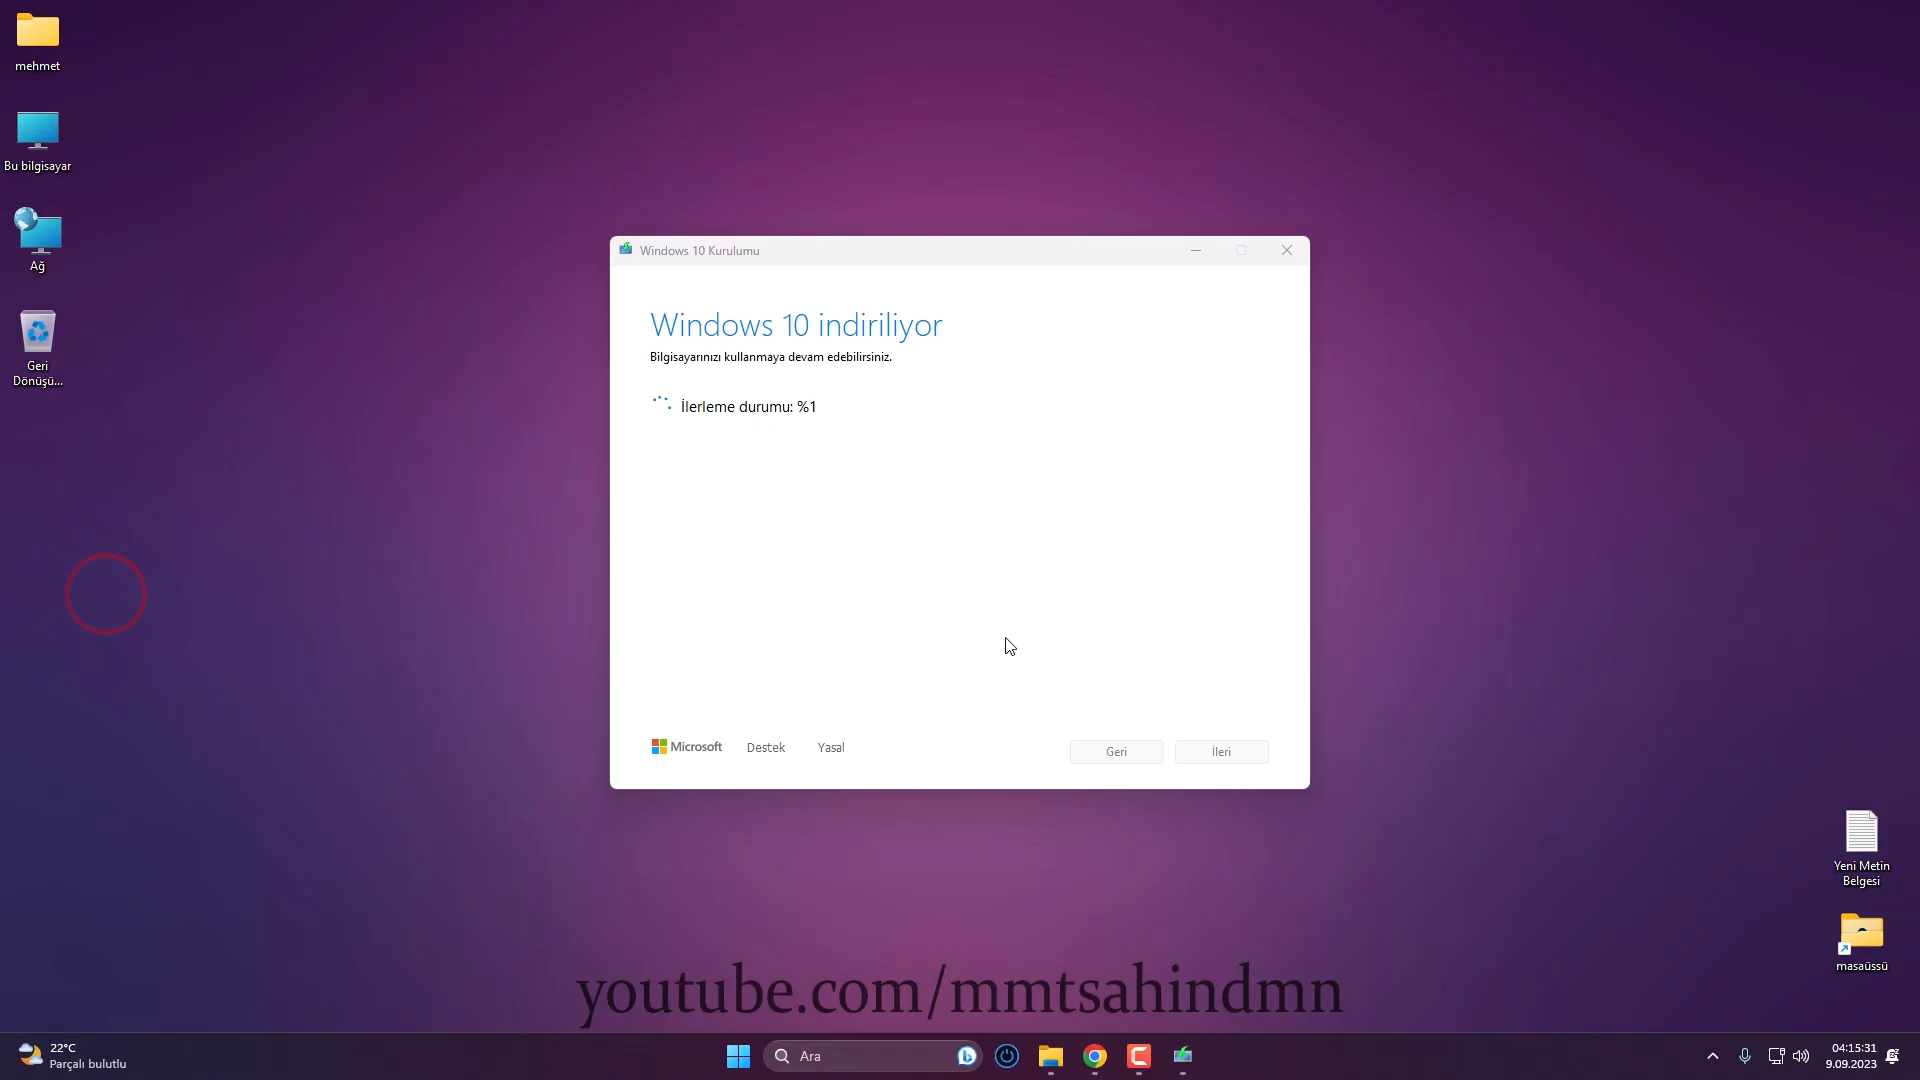 mehmet
Bu bilgisayar
Ağ
Geri
Dönüşü...
Windows 10 Kurulumu
Windows 10 indiriliyor
Bilgisayarınızı kullanmaya devam edebilirsiniz.
İlerleme durumu: %1
Microsoft
Destek
Yasal
Geri
İleri
Yeni Metin
Belgesi
masaüssü
youtube.com/mmtsahindmn
22°C
Parçalı bulutlu
Ara
04:15:31
9.09.2023